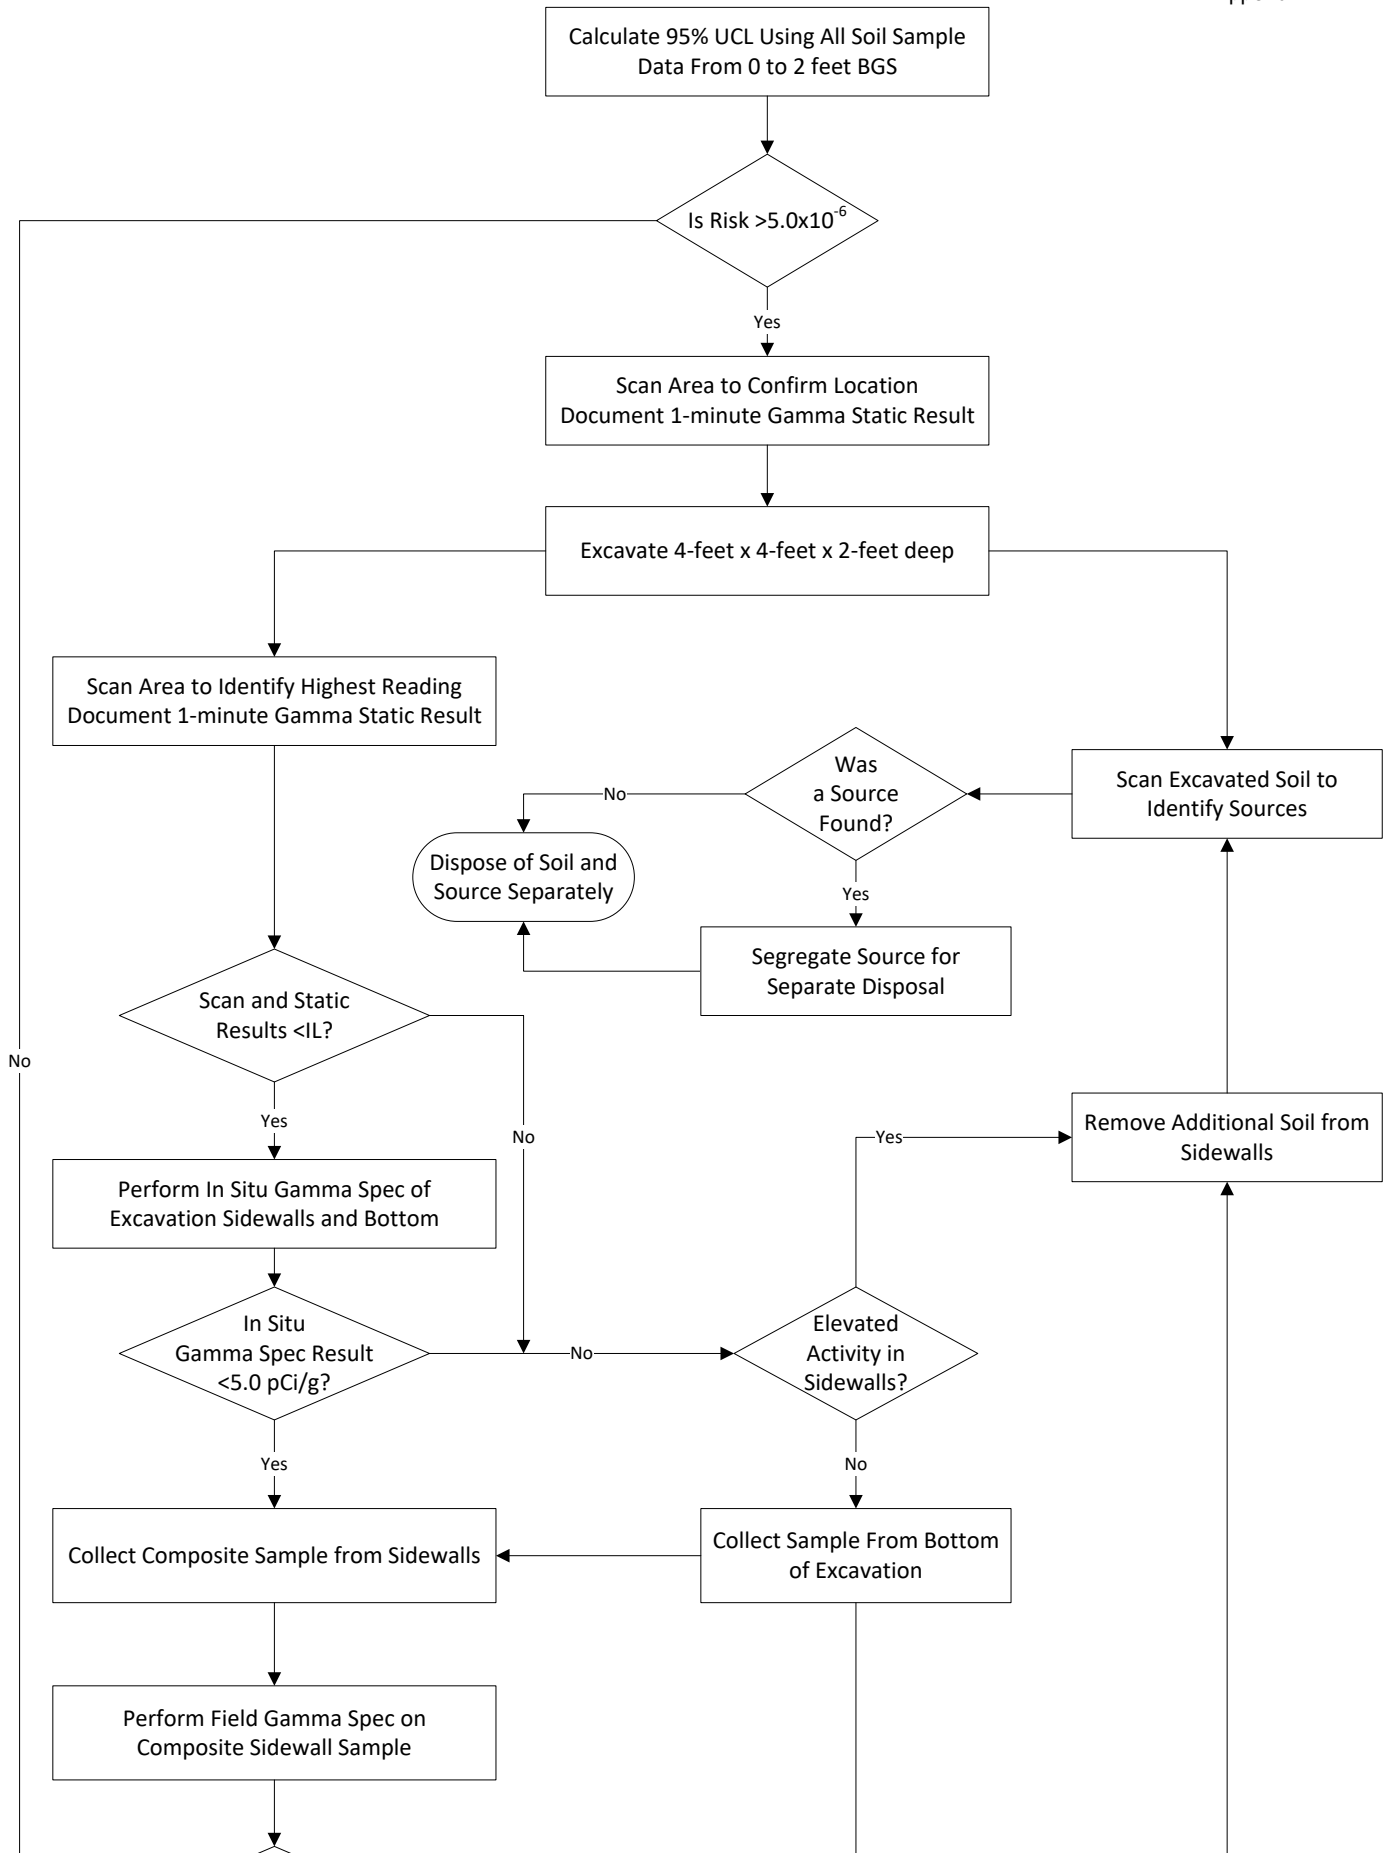 Calculate 95% UCL Using All Soil Sample
Data From 0 to 2 feet BGS
Is Risk >5.0x10⁻⁶
Yes
Scan Area to Confirm Location
Document 1-minute Gamma Static Result
Excavate 4-feet x 4-feet x 2-feet deep
Scan Area to Identify Highest Reading
Document 1-minute Gamma Static Result
Was
a Source
Found?
Scan Excavated Soil to
Identify Sources
No
Dispose of Soil and
Source Separately
Yes
Segregate Source for
Separate Disposal
Scan and Static
Results <IL?
No
Yes
No
Yes
Remove Additional Soil from
Sidewalls
Perform In Situ Gamma Spec of
Excavation Sidewalls and Bottom
In Situ
Gamma Spec Result
<5.0 pCi/g?
No
Elevated
Activity in
Sidewalls?
Yes
No
Collect Composite Sample from Sidewalls
Collect Sample From Bottom
of Excavation
Perform Field Gamma Spec on
Composite Sidewall Sample